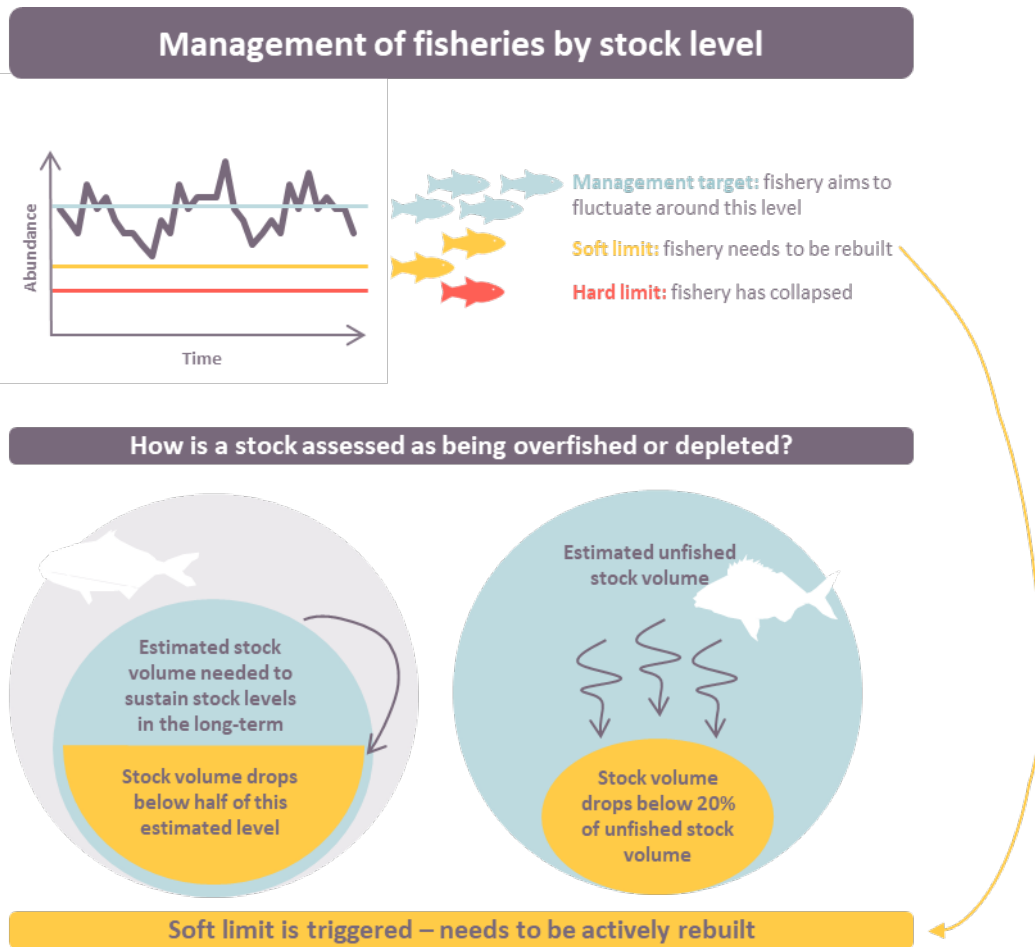 Management of fisheries by stock level
Abundance
Time
Management target: fishery aims to
fluctuate around this level
Soft limit: fishery needs to be rebuilt
Hard limit: fishery has collapsed
How is a stock assessed as being overfished or depleted?
Estimated stock
volume needed to
sustain stock levels
in the long-term
Stock volume drops
below half of this
estimated level
Estimated unfished
stock volume
Stock volume
drops below 20%
of unfished stock
volume
Soft limit is triggered – needs to be actively rebuilt